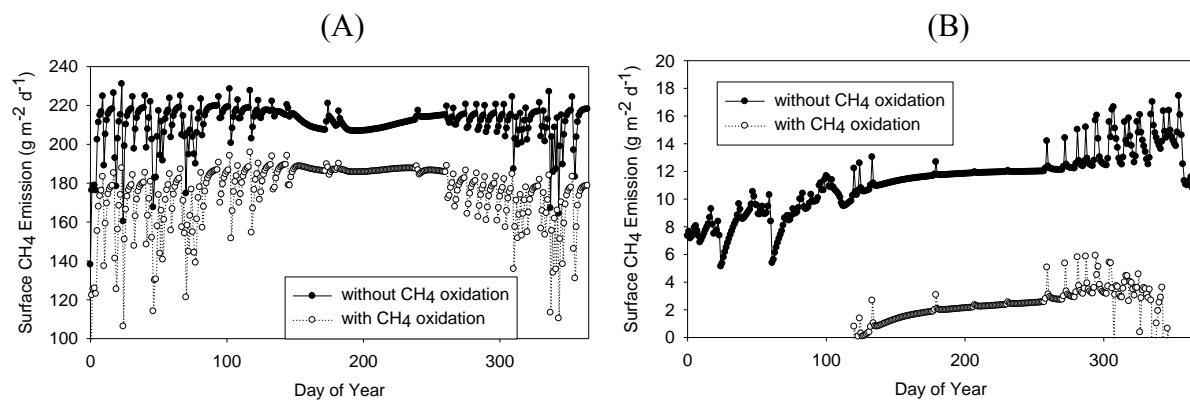 (A)
(B)
Surface CH4 Emission (g m-2 d-1)
240
220
200
180
160
140
120
100
without CH4 oxidation
with CH4 oxidation
0
100
200
300
Day of Year
Surface CH4 Emission (g m-2 d-1)
20
18
16
14
12
10
8
6
4
2
0
without CH4 oxidation
with CH4 oxidation
0
100
200
300
Day of Year